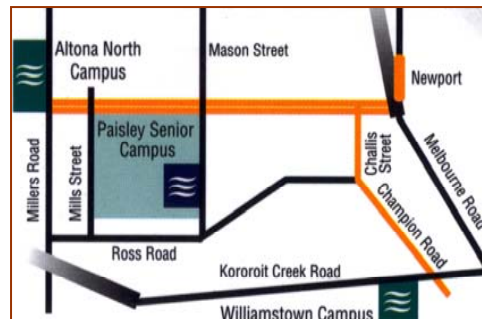 Altona North
Campus
Mason Street
Newport
Paisley Senior
Campus
Millers Road
Mills Street
Challis
Street
Melbourne Road
Champion Road
Ross Road
Kororoit Creek Road
Williamstown Campus